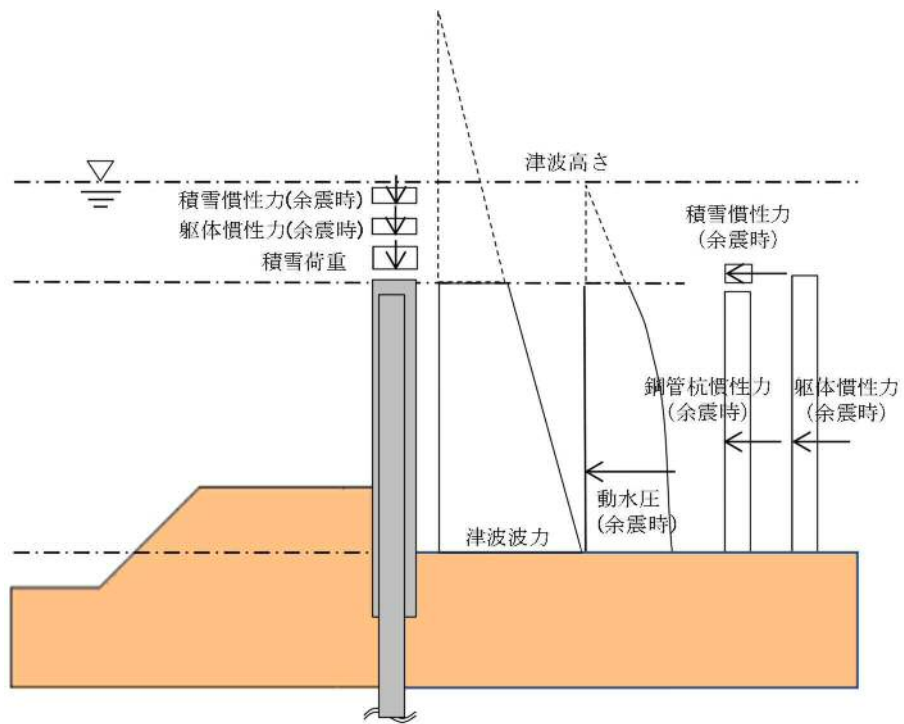 津波高さ
積雪慣性力(余震時)
躯体慣性力(余震時)
積雪荷重
積雪慣性力
(余震時)
鋼管杭慣性力
(余震時)
躯体慣性力
(余震時)
動水圧
(余震時)
津波波力